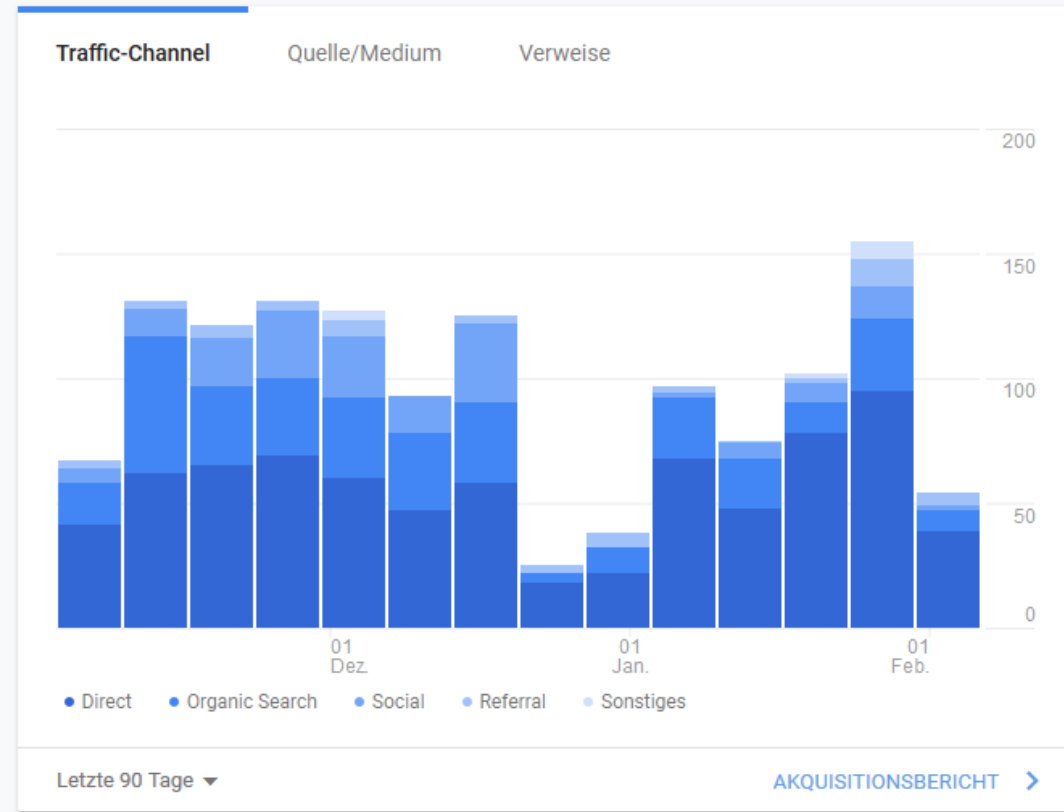 Traffic-Channel Quelle/Medium Verweise
200
150
100
50
0
01 01 01
Dez. Jan. Feb.
Direct Organic Search Social Referral Sonstiges
Letzte 90 Tage AKQUISITIONSBERICHT